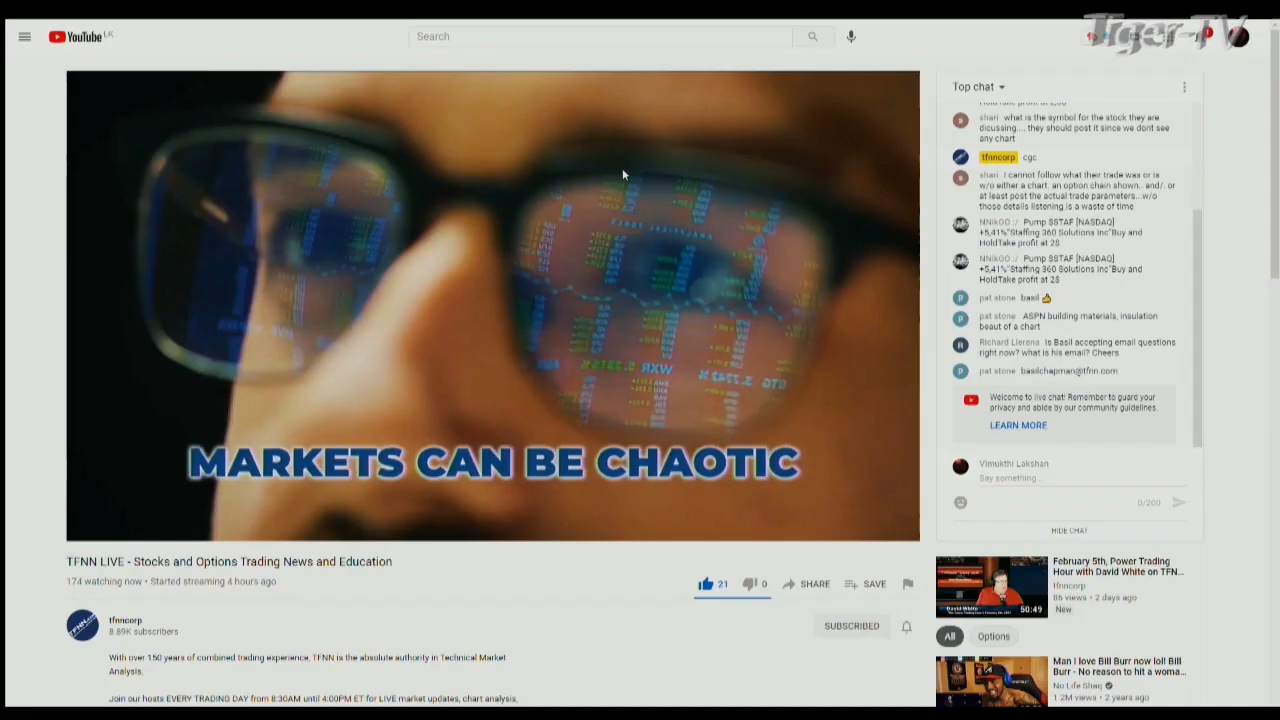 Tiger-TV
YouTube LK
Search
Top chat
shari what is the symbol for the stock they are
dicussing.... they should post it since we dont see
any chart
tfnncorp cgc
shari I cannot follow what their trade was or is
w/o either a chart. an option chain shown.. and/. or
at least post the actual trade parameters...w/o
those details listening is a waste of time
NNikOO :/ Pump $STAF [NASDAQ]
+5,41%"Staffing 360 Solutions Inc"Buy and
HoldTake profit at 2$
NNikOO :/ Pump $STAF [NASDAQ]
+5,41%"Staffing 360 Solutions Inc"Buy and
HoldTake profit at 2$
pat stone basil 👍
pat stone ASPN building materials, insulation
beaut of a chart
Richard Llerena Is Basil accepting email questions
right now? what is his email? Cheers
pat stone basilchapman@tfnn.com
Welcome to live chat! Remember to guard your
privacy and abide by our community guidelines.
LEARN MORE
Vimukthi Lakshan
Say something...
0/200
HIDE CHAT
MARKETS CAN BE CHAOTIC
TFNN LIVE - Stocks and Options Trading News and Education
174 watching now • Started streaming 4 hours ago
21 0 SHARE SAVE
tfnncorp
8.89K subscribers
SUBSCRIBED
With over 150 years of combined trading experience, TFNN is the absolute authority in Technical Market
Analysis.
Join our hosts EVERY TRADING DAY from 8:30AM until 4:00PM ET for LIVE market updates, chart analysis,
February 5th, Power Trading
Hour with David White on TFN...
tfnncorp
86 views • 2 days ago
New
David White
50:49
All Options
Man I love Bill Burr now lol! Bill
Burr - No reason to hit a woma...
No Life Shaq
1.2M views • 2 years ago